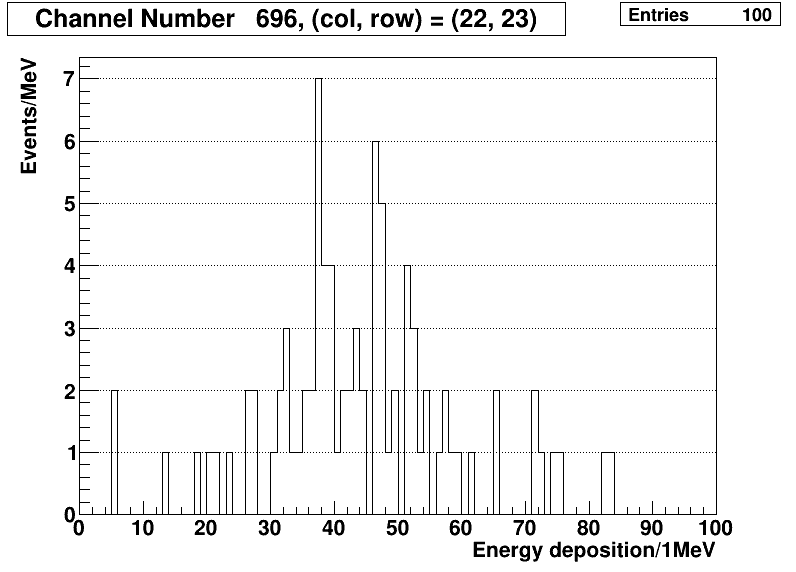 Channel Number 696, (col, row) = (22, 23)
Entries 100
Events/MeV
7
6
5
4
3
2
1
0
0 10 20 30 40 50 60 70 80 90 100
Energy deposition/1MeV